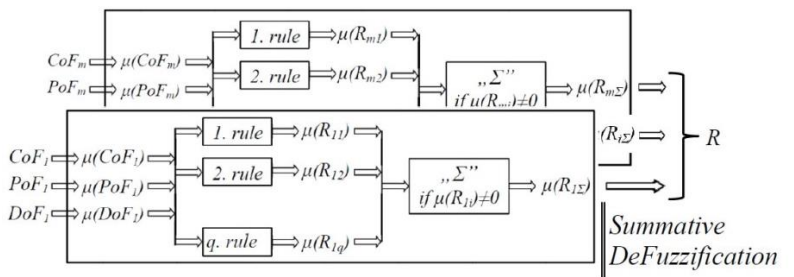 1. rule μ(Rm1)
CoFm μ(CoFm)
2. rule μ(Rm2)
PoFm μ(PoFm)
„Σ” μ(RmΣ)
if μ(R
)≠0
1. rule μ(R11)
(RiΣ) R
CoF1 μ(CoF1)
2. rule μ(R12)
„Σ” μ(R1Σ)
PoF1 μ(PoF1)
if μ(R1i)≠0
DoF1 μ(DoF1)
q. rule μ(R1q)
Summative
DeFuzzification